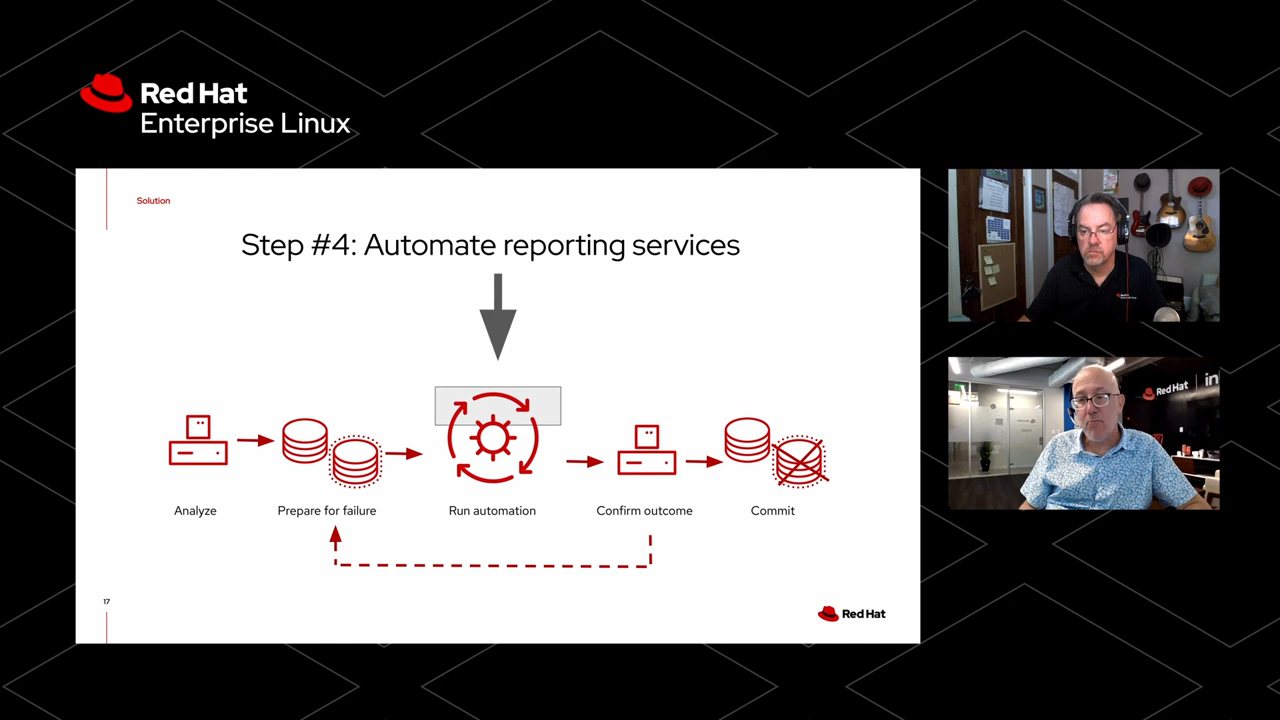 Red Hat
Enterprise Linux
Solution
Step #4: Automate reporting services
Analyze
Prepare for failure
Run automation
Confirm outcome
Commit
17
Red Hat
Red Hat
in